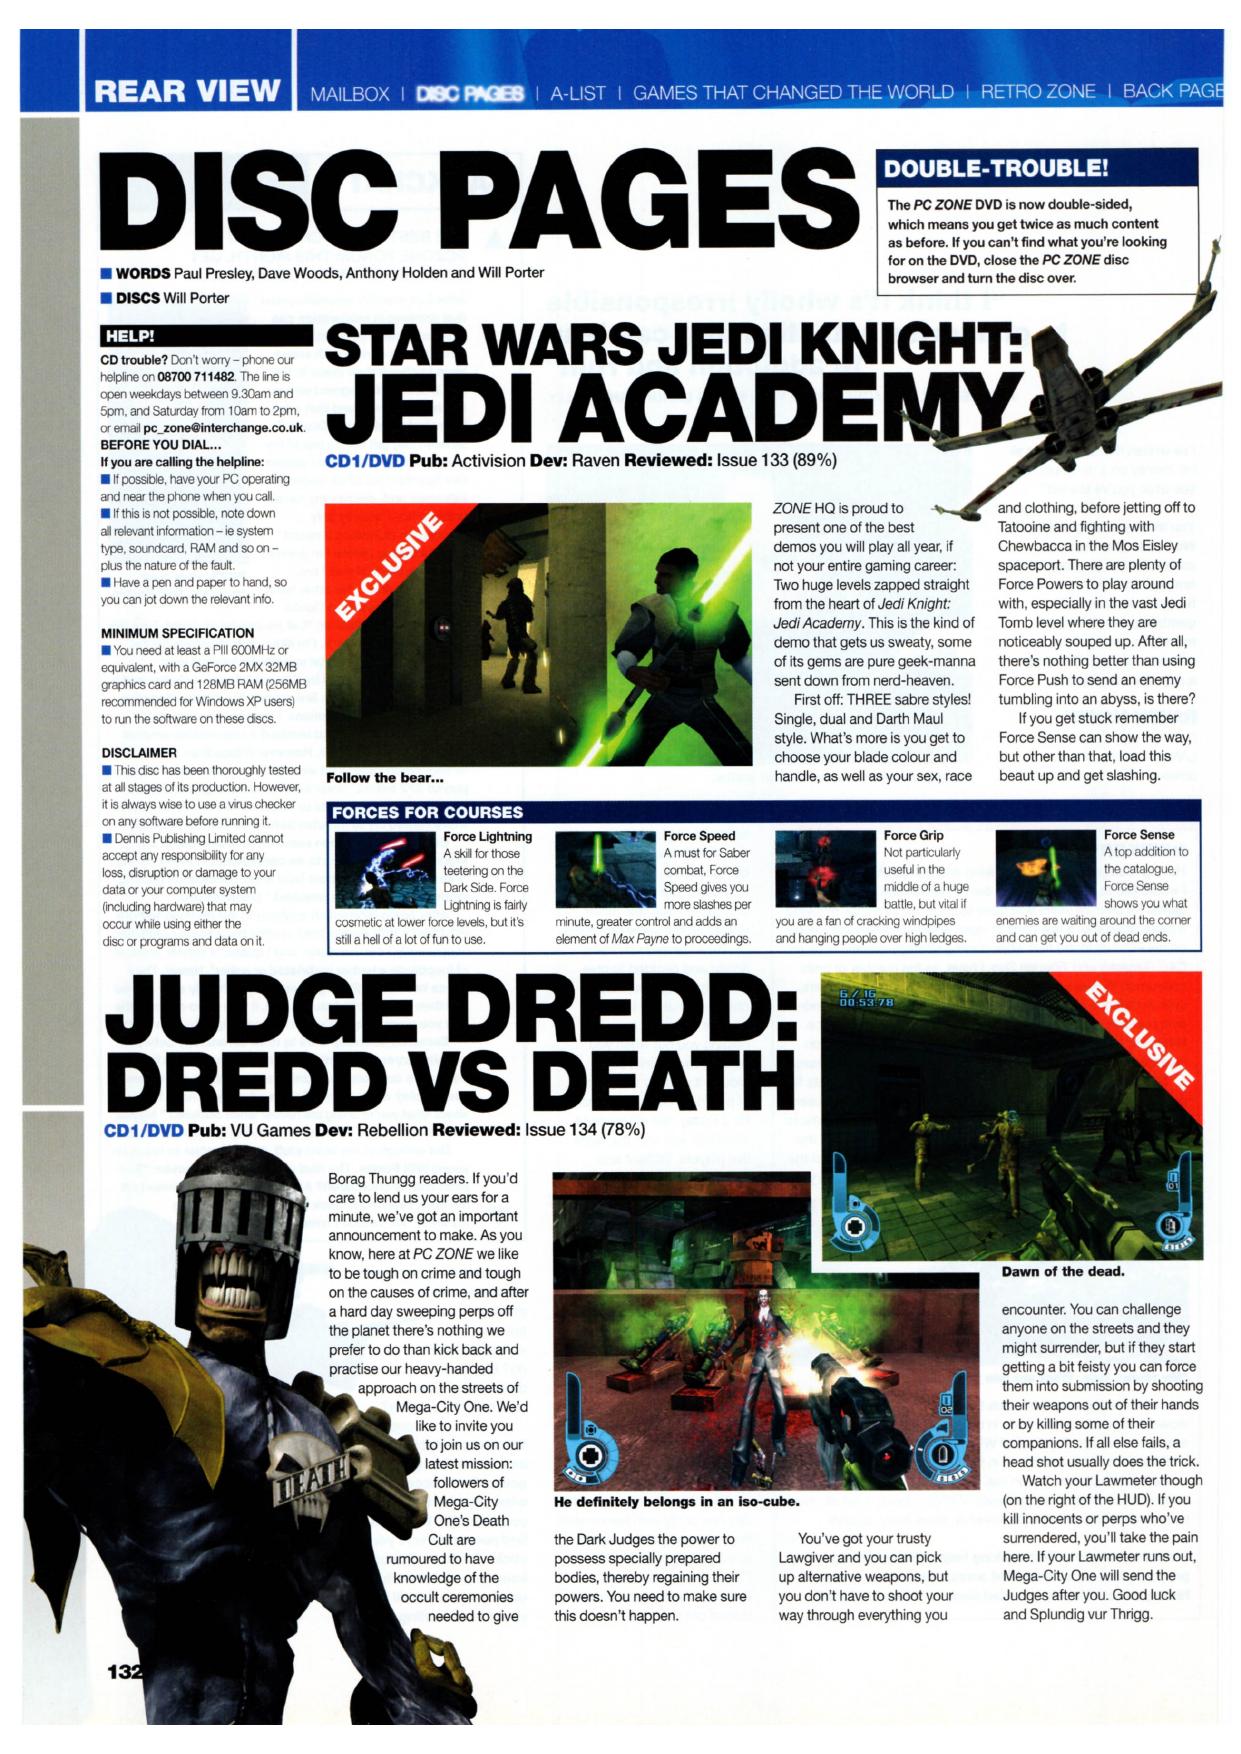 REAR VIEW
MAILBOX | DISC PAGES | A-LIST | GAMES THAT CHANGED THE WORLD | RETRO ZONE | BACK PAGE
DISC PAGES
WORDS Paul Presley, Dave Woods, Anthony Holden and Will Porter
DISCS Will Porter
DOUBLE-TROUBLE!
The PC ZONE DVD is now double-sided,
which means you get twice as much content
as before. If you can't find what you're looking
for on the DVD, close the PC ZONE disc
browser and turn the disc over.
HELP!
CD trouble? Don't worry – phone our
helpline on 08700 711482. The line is
open weekdays between 9.30am and
5pm, and Saturday from 10am to 2pm,
or email pc_zone@interchange.co.uk.
BEFORE YOU DIAL...
If you are calling the helpline:
If possible, have your PC operating
and near the phone when you call.
If this is not possible, note down
all relevant information – ie system
type, soundcard, RAM and so on –
plus the nature of the fault.
Have a pen and paper to hand, so
you can jot down the relevant info.
MINIMUM SPECIFICATION
You need at least a PIII 600MHz or
equivalent, with a GeForce 2MX 32MB
graphics card and 128MB RAM (256MB
recommended for Windows XP users)
to run the software on these discs.
DISCLAIMER
This disc has been thoroughly tested
at all stages of its production. However,
it is always wise to use a virus checker
on any software before running it.
Dennis Publishing Limited cannot
accept any responsibility for any
loss, disruption or damage to your
data or your computer system
(including hardware) that may
occur while using either the
disc or programs and data on it.
STAR WARS JEDI KNIGHT:
JEDI ACADEMY
CD1/DVD Pub: Activision Dev: Raven Reviewed: Issue 133 (89%)
EXCLUSIVE
Follow the bear...
ZONE HQ is proud to
present one of the best
demos you will play all year, if
not your entire gaming career:
Two huge levels zapped straight
from the heart of Jedi Knight:
Jedi Academy. This is the kind of
demo that gets us sweaty, some
of its gems are pure geek-manna
sent down from nerd-heaven.
First off: THREE sabre styles!
Single, dual and Darth Maul
style. What's more is you get to
choose your blade colour and
handle, as well as your sex, race
and clothing, before jetting off to
Tatooine and fighting with
Chewbacca in the Mos Eisley
spaceport. There are plenty of
Force Powers to play around
with, especially in the vast Jedi
Tomb level where they are
noticeably souped up. After all,
there's nothing better than using
Force Push to send an enemy
tumbling into an abyss, is there?
If you get stuck remember
Force Sense can show the way,
but other than that, load this
beaut up and get slashing.
FORCES FOR COURSES
Force Lightning
A skill for those
teetering on the
Dark Side. Force
Lightning is fairly
cosmetic at lower force levels, but it's
still a hell of a lot of fun to use.
Force Speed
A must for Saber
combat, Force
Speed gives you
more slashes per
minute, greater control and adds an
element of Max Payne to proceedings.
Force Grip
Not particularly
useful in the
middle of a huge
battle, but vital if
you are a fan of cracking windpipes
and hanging people over high ledges.
Force Sense
A top addition to
the catalogue,
Force Sense
shows you what
enemies are waiting around the corner
and can get you out of dead ends.
JUDGE DREDD:
DREDD VS DEATH
CD1/DVD Pub: VU Games Dev: Rebellion Reviewed: Issue 134 (78%)
6 / 16
00:53.78
EXCLUSIVE
01
000
Dawn of the dead.
DEATH
Borag Thungg readers. If you'd
care to lend us your ears for a
minute, we've got an important
announcement to make. As you
know, here at PC ZONE we like
to be tough on crime and tough
on the causes of crime, and after
a hard day sweeping perps off
the planet there's nothing we
prefer to do than kick back and
practise our heavy-handed
approach on the streets of
Mega-City One. We'd
like to invite you
to join us on our
latest mission:
followers of
Mega-City
One's Death
Cult are
rumoured to have
knowledge of the
occult ceremonies
needed to give
02
00
000
He definitely belongs in an iso-cube.
the Dark Judges the power to
possess specially prepared
bodies, thereby regaining their
powers. You need to make sure
this doesn't happen.
You've got your trusty
Lawgiver and you can pick
up alternative weapons, but
you don't have to shoot your
way through everything you
encounter. You can challenge
anyone on the streets and they
might surrender, but if they start
getting a bit feisty you can force
them into submission by shooting
their weapons out of their hands
or by killing some of their
companions. If all else fails, a
head shot usually does the trick.
Watch your Lawmeter though
(on the right of the HUD). If you
kill innocents or perps who've
surrendered, you'll take the pain
here. If your Lawmeter runs out,
Mega-City One will send the
Judges after you. Good luck
and Splundig vur Thrigg.
132